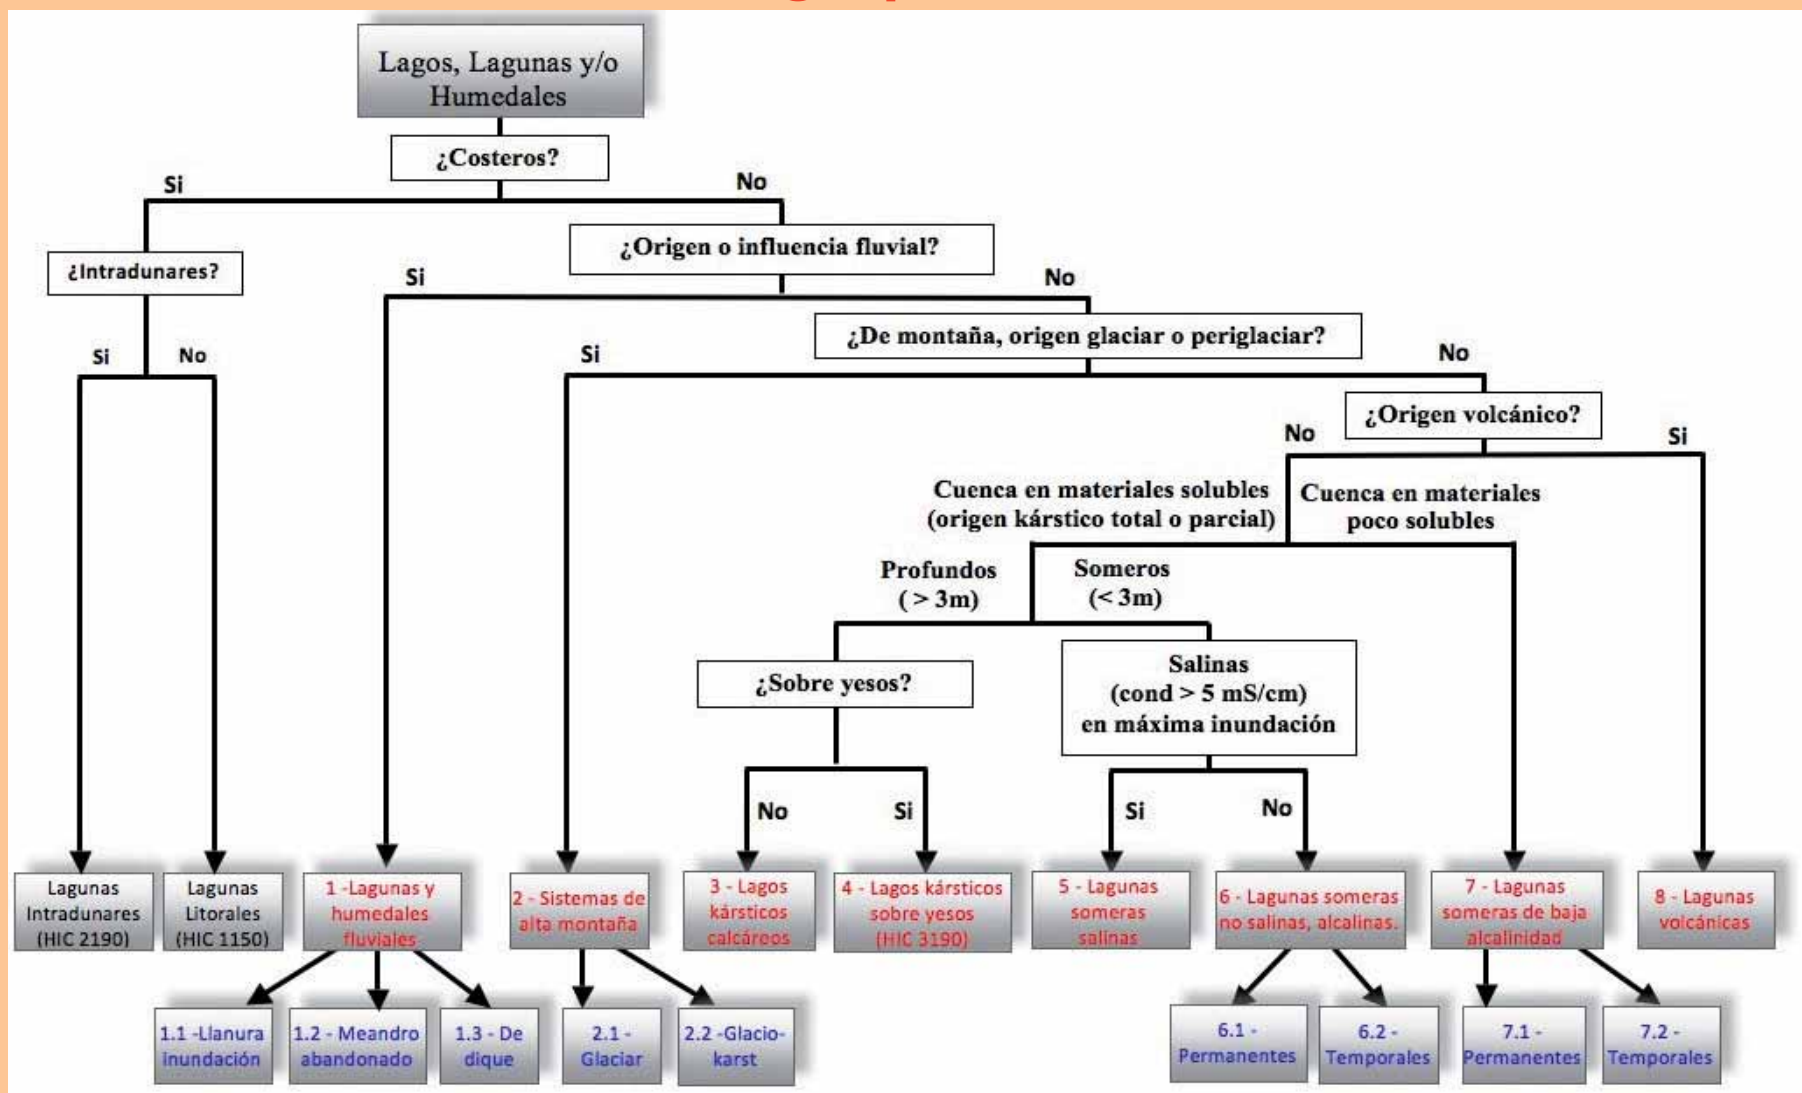 Lagos, Lagunas y/o
Humedales
¿Costeros?
Si
No
¿Intradunares?
¿Origen o influencia fluvial?
Si
No
¿De montaña, origen glaciar o periglaciar?
Si
No
Si
No
¿Origen volcánico?
No
Si
Cuenca en materiales solubles
(origen kárstico total o parcial)
Cuenca en materiales
poco solubles
Profundos
( > 3m)
Someros
(< 3m)
¿Sobre yesos?
Salinas
(cond > 5 mS/cm)
en máxima inundación
No
Si
Si
No
Lagunas
Intradunares
(HIC 2190)
Lagunas
Litorales
(HIC 1150)
1 -Lagunas y
humedales
fluviales
2 - Sistemas de
alta montaña
3 - Lagos
kársticos
calcáreos
4 - Lagos kársticos
sobre yesos
(HIC 3190)
5 - Lagunas
someras
salinas
6 - Lagunas someras
no salinas, alcalinas.
7 - Lagunas
someras de baja
alcalinidad
8 - Lagunas
volcánicas
1.1 -Llanura
inundación
1.2 - Meandro
abandonado
1.3 - De
dique
2.1 -
Glaciar
2.2 -Glacio-
karst
6.1 -
Permanentes
6.2 -
Temporales
7.1 -
Permanentes
7.2 -
Temporales